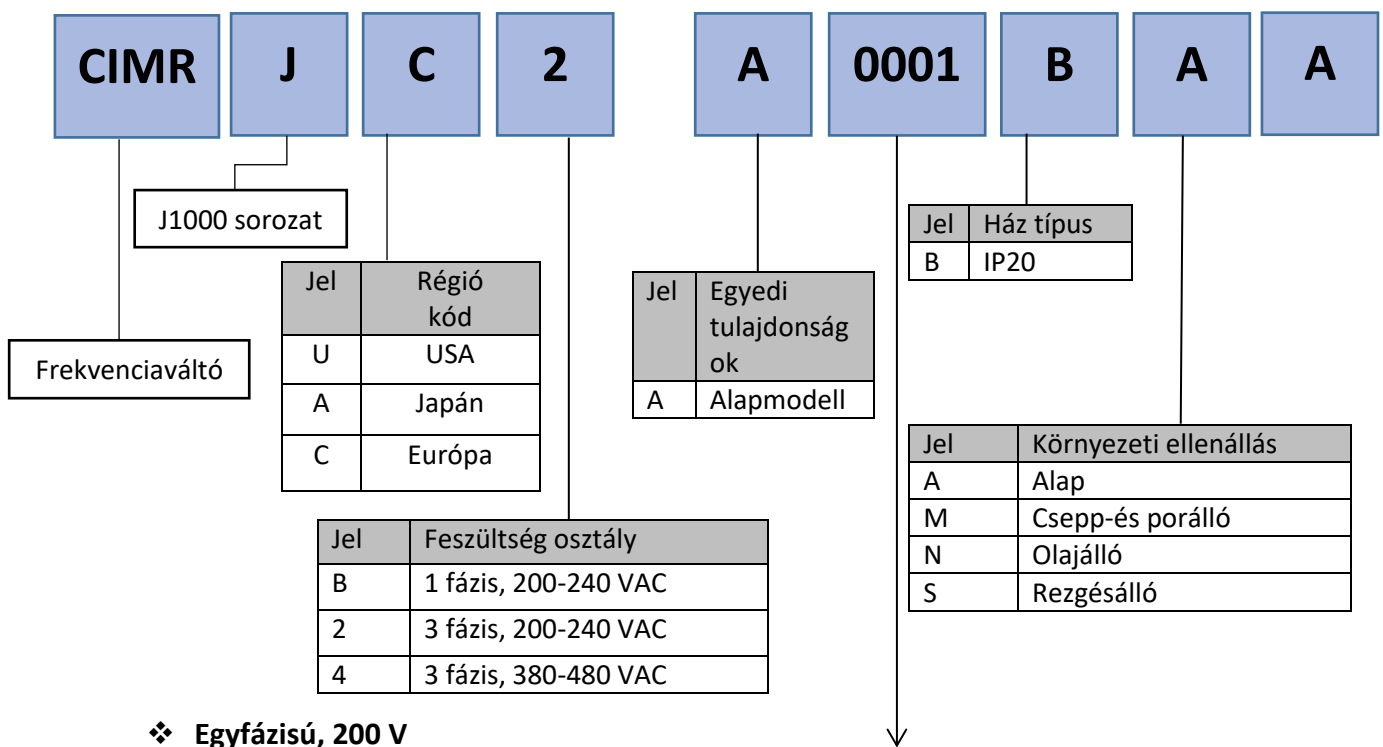 CIMR J C 2 A 0001 B A A
J1000 sorozat
Frekvenciaváltó
Jel Régió
kód
U USA
A Japán
C Európa
Jel Feszültség osztály
B 1 fázis, 200-240 VAC
2 3 fázis, 200-240 VAC
4 3 fázis, 380-480 VAC
Jel Egyedi
tulajdonság
ok
A Alapmodell
Jel Ház típus
B IP20
Jel Környezeti ellenállás
A Alap
M Csepp-és porálló
N Olajálló
S Rezgésálló
❖ Egyfázisú, 200 V